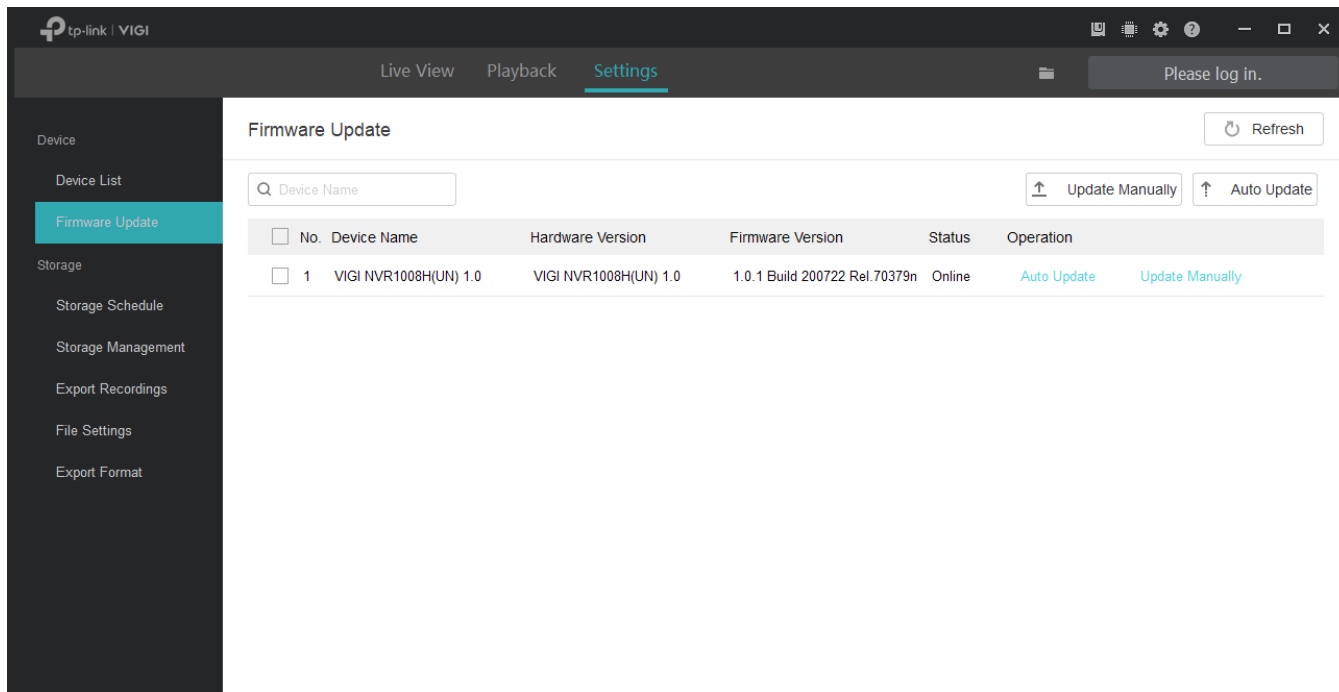 tp-link | VIGI
Live View Playback Settings Please log in.
Device
Device List
Firmware Update
Storage
Storage Schedule
Storage Management
Export Recordings
File Settings
Export Format
Firmware Update Refresh
Device Name Update Manually Auto Update
No. Device Name Hardware Version Firmware Version Status Operation
1 VIGI NVR1008H(UN) 1.0 VIGI NVR1008H(UN) 1.0 1.0.1 Build 200722 Rel.70379n Online Auto Update Update Manually